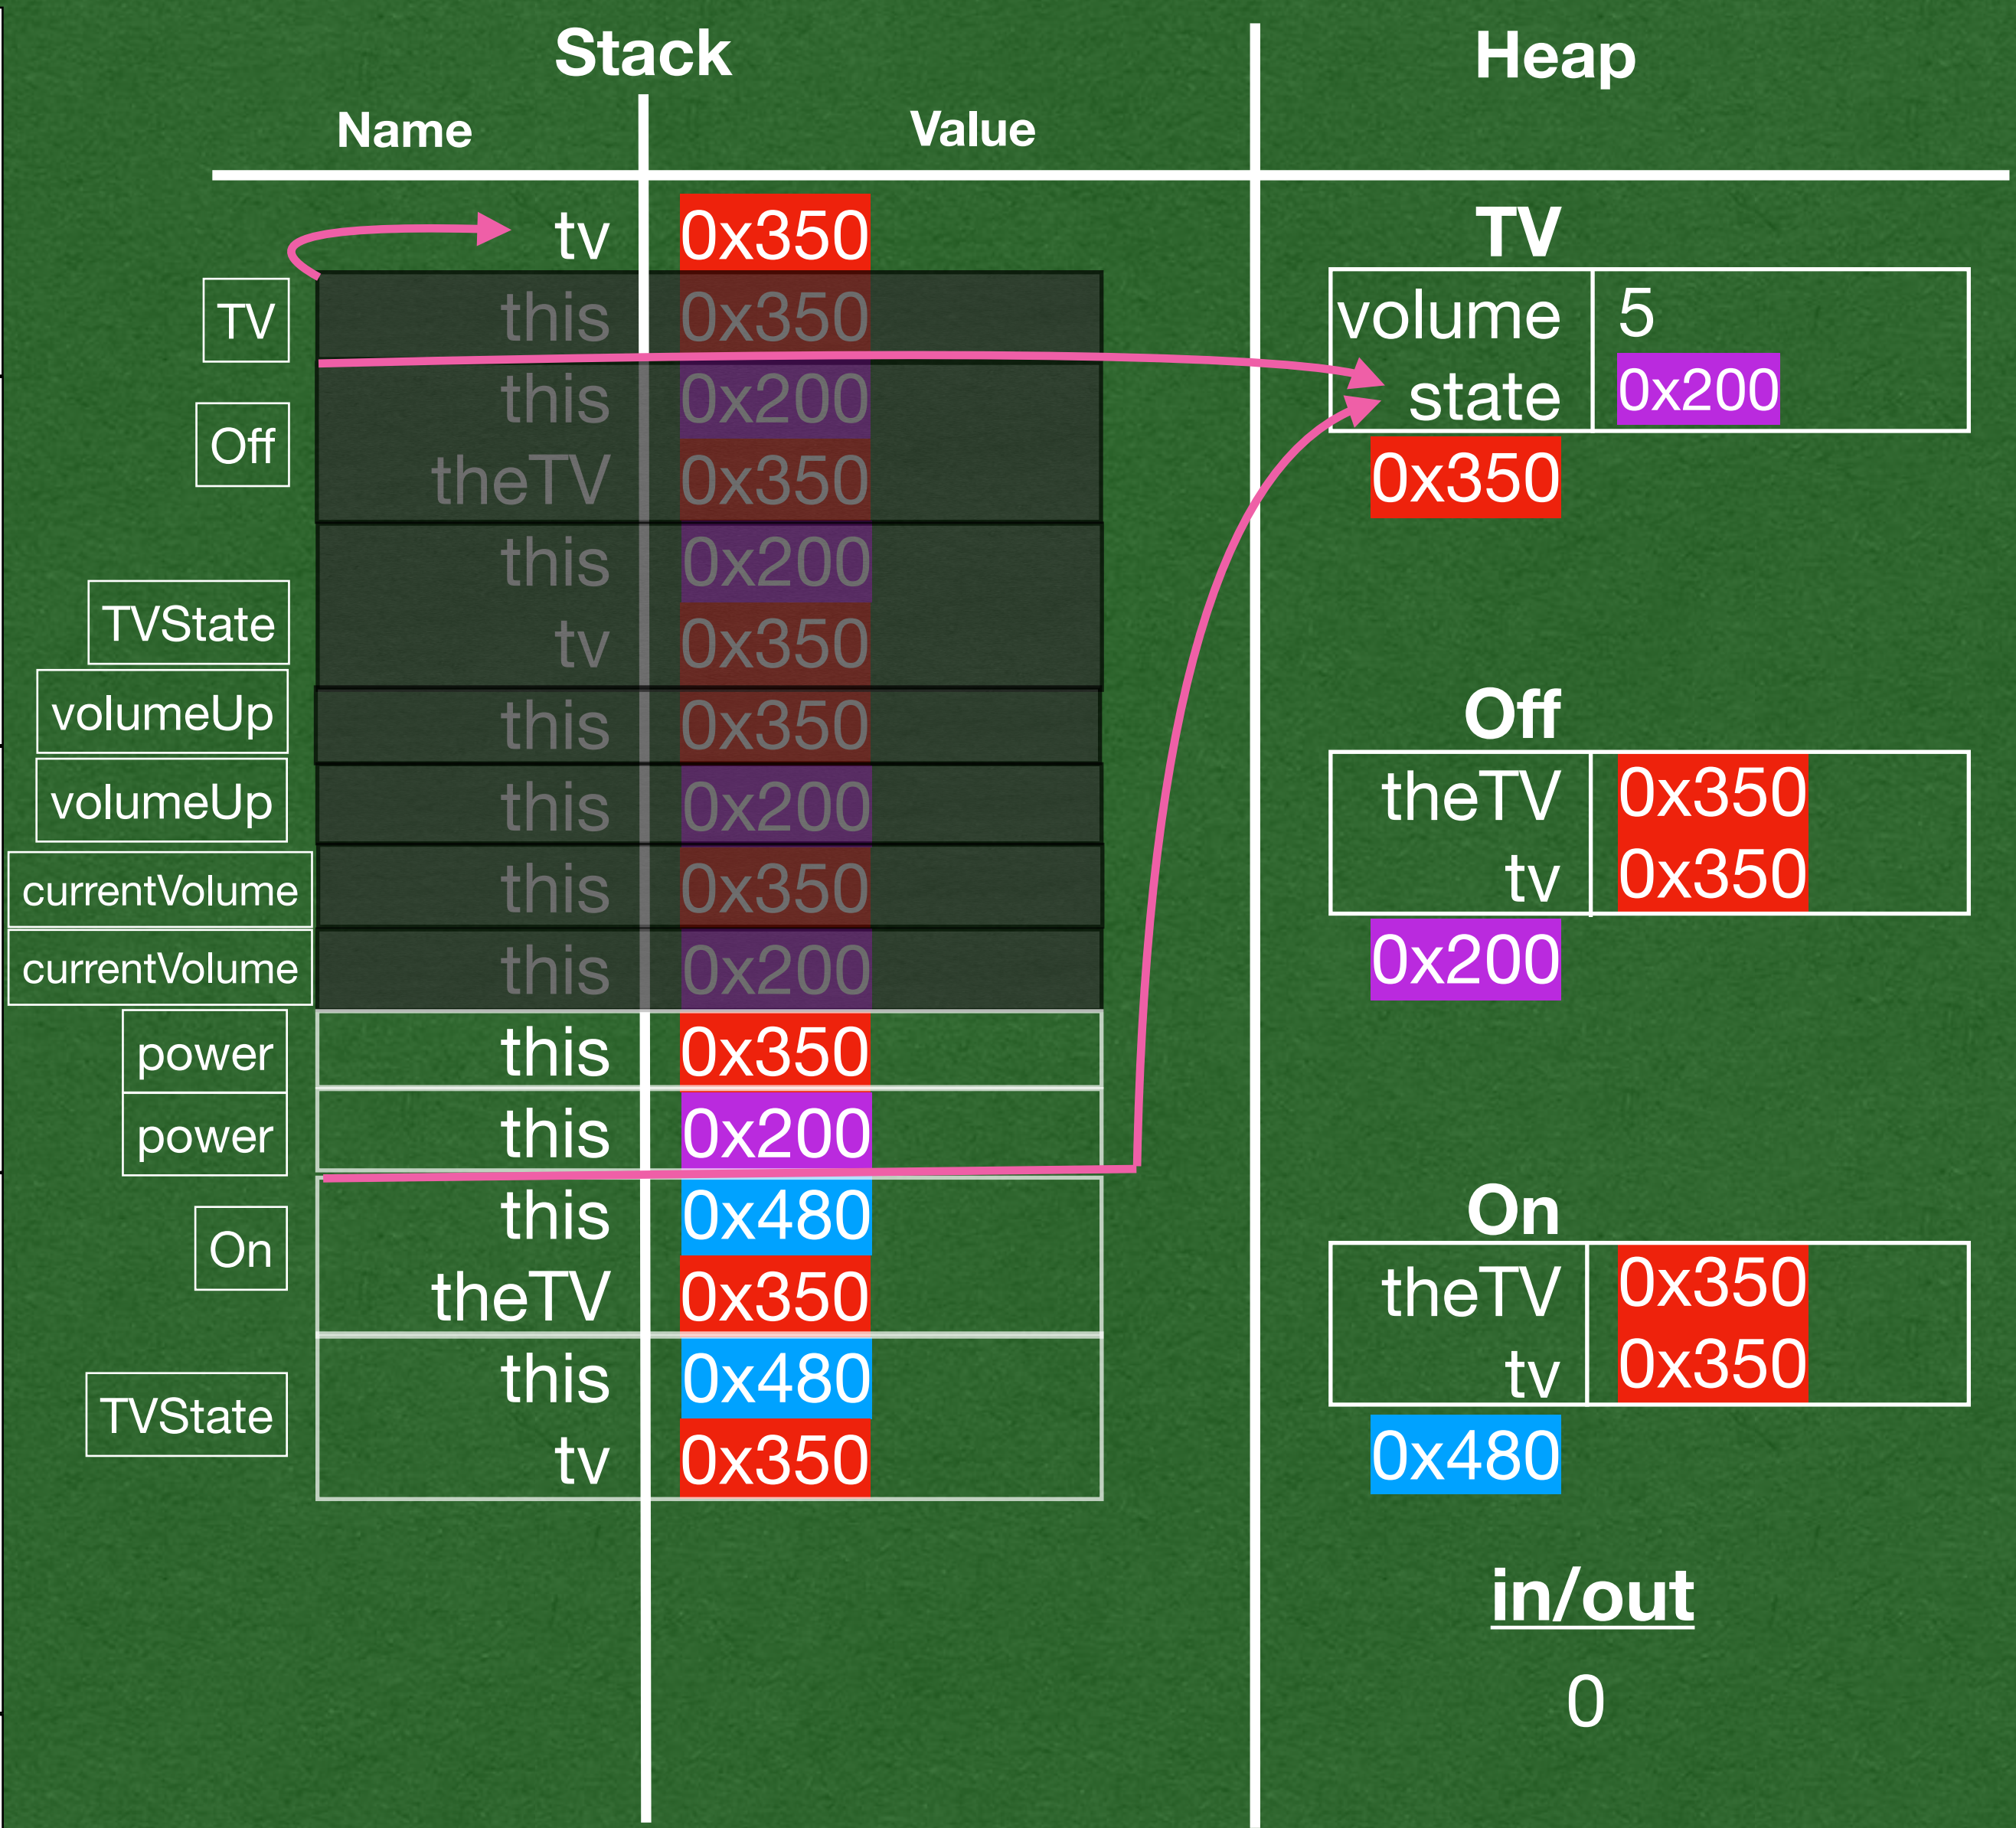 Stack
Heap
Name Value
tv 0x350
TV this 0x350
this 0x200
Off
theTV 0x350
this 0x200
TVState
tv 0x350
volumeUp this 0x350
volumeUp this 0x200
currentVolume this 0x350
currentVolume this 0x200
power this 0x350
power this 0x200
this 0x480
On
theTV 0x350
this 0x480
TVState
tv 0x350
TV
volume 5
state 0x200
0x350
Off
theTV 0x350
tv 0x350
0x200
On
theTV 0x350
tv 0x350
0x480
in/out
0